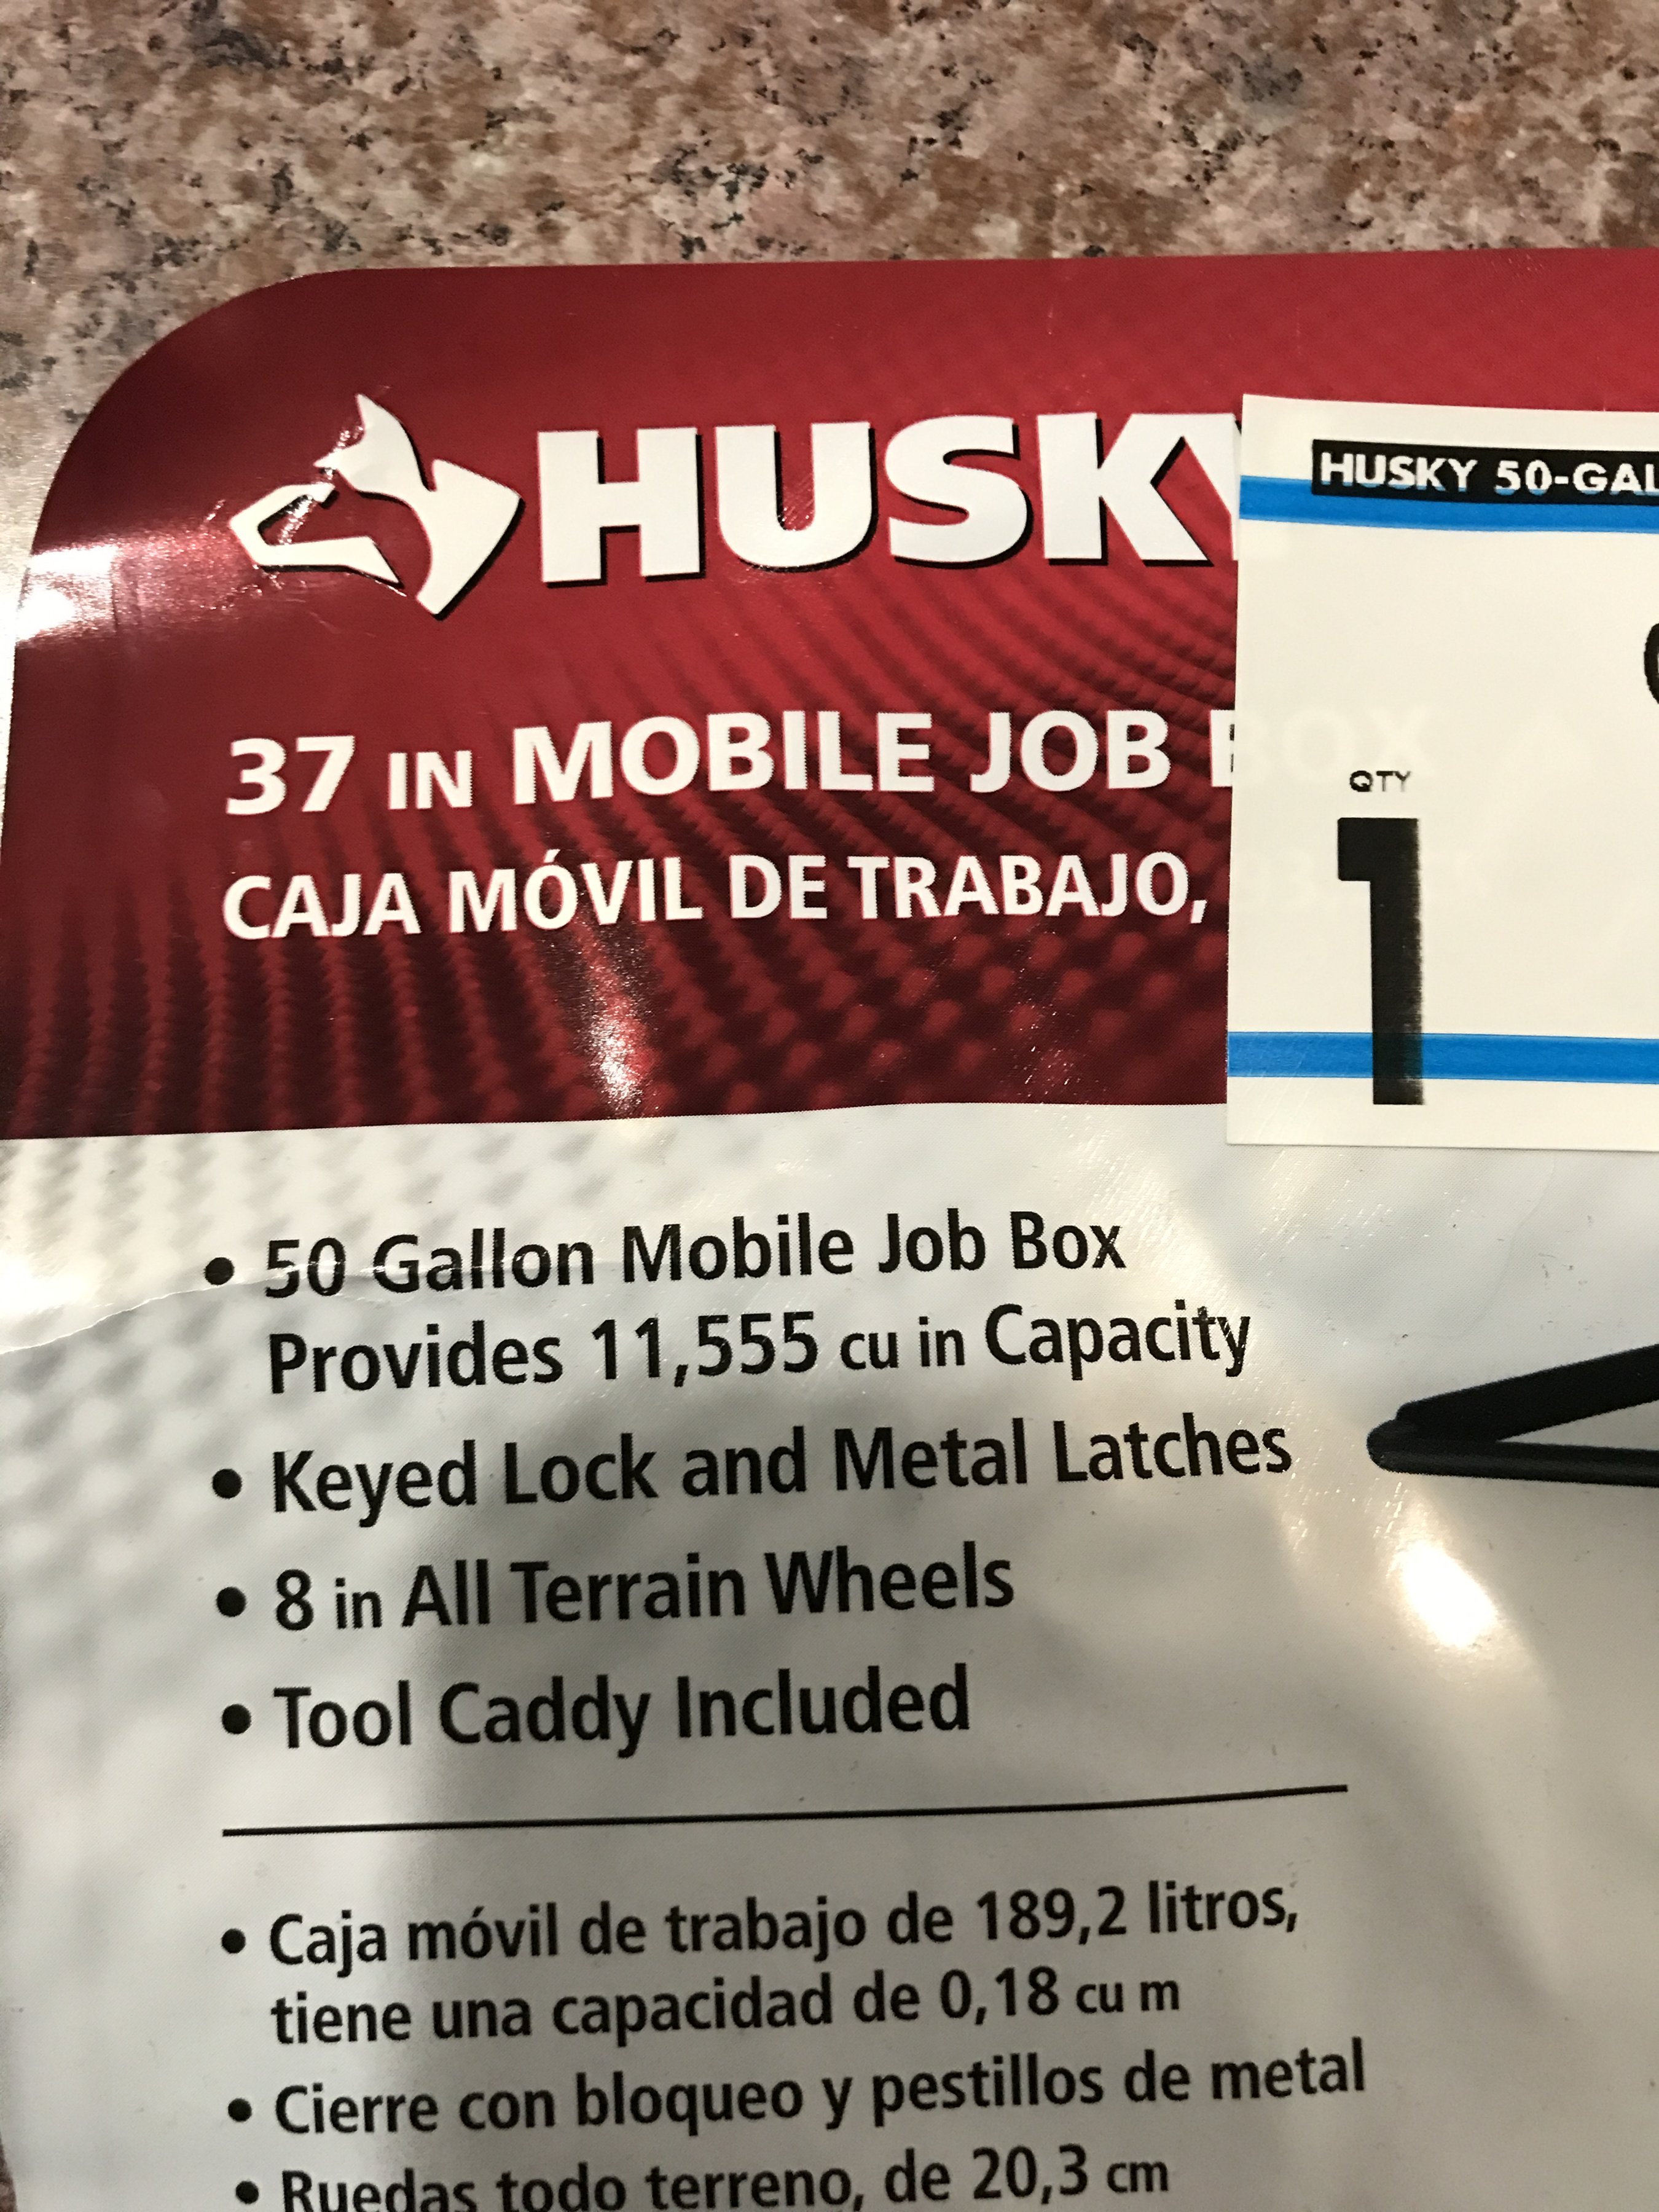 HUSKY
HUSKY 50-GAL
37 IN MOBILE JOB BOX
QTY
1
CAJA MÓVIL DE TRABAJO,
• 50 Gallon Mobile Job Box
Provides 11,555 cu in Capacity
• Keyed Lock and Metal Latches
• 8 in All Terrain Wheels
• Tool Caddy Included
• Caja móvil de trabajo de 189,2 litros,
tiene una capacidad de 0,18 cu m
• Cierre con bloqueo y pestillos de metal
• Ruedas todo terreno, de 20,3 cm